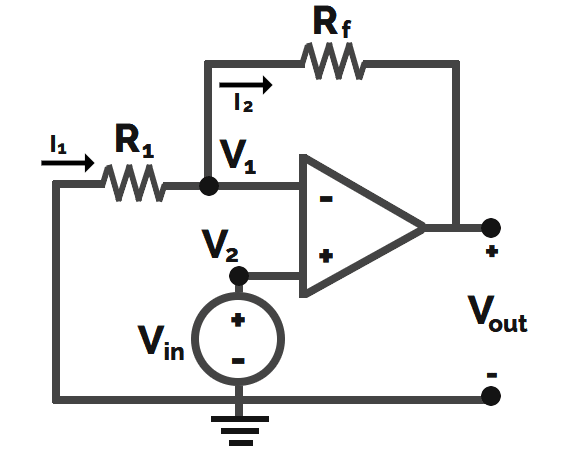 Rf
I2
I1
R1
V1
-
+
V2
+
-
Vin
+
Vout
-